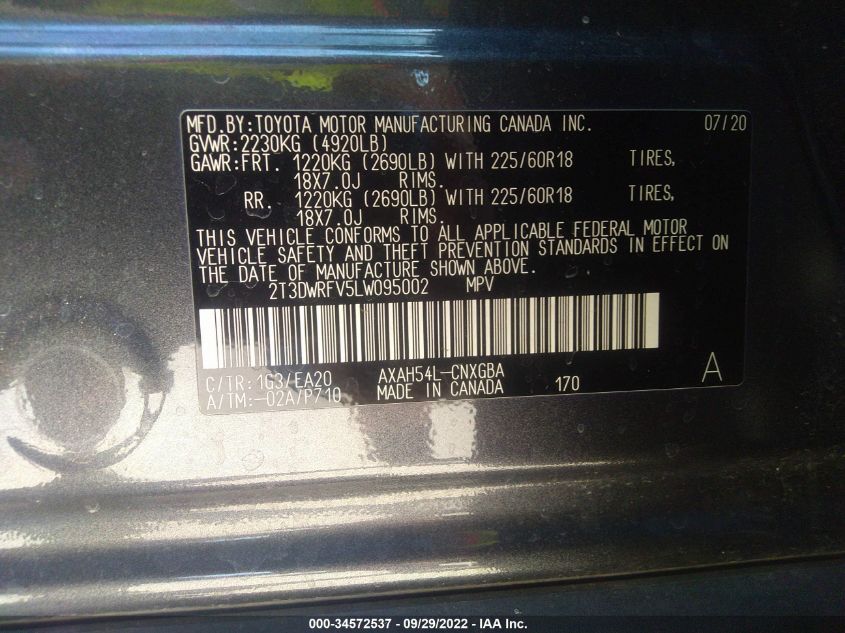 MFD.BY:TOYOTA MOTOR MANUFACTURING CANADA INC. 07/20
GVWR:2230KG (4920LB)
GAWR:FRT. 1220KG (2690LB) WITH 225/60R18 TIRES,
18X7.0J RIMS.
RR. 1220KG (2690LB) WITH 225/60R18 TIRES,
18X7.0J RIMS.
THIS VEHICLE CONFORMS TO ALL APPLICABLE FEDERAL MOTOR
VEHICLE SAFETY AND THEFT PREVENTION STANDARDS IN EFFECT ON
THE DATE OF MANUFACTURE SHOWN ABOVE.
2T3DWRFV5LW095002 MPV
C/TR:1G3/EA20 AXAH54L-CNXGBA
A/TM:-02A/P710 MADE IN CANADA 170 A
000-34572537 - 09/29/2022 - IAA Inc.